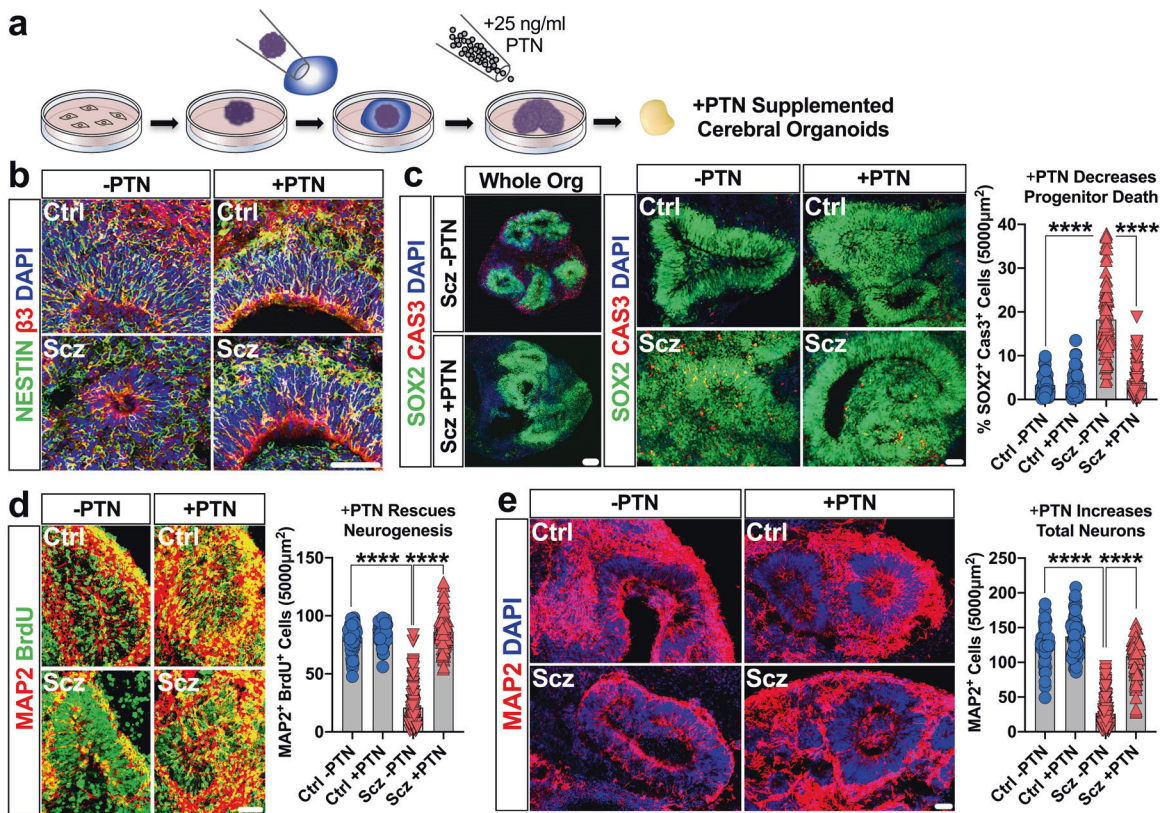 a
+25 ng/ml
PTN
+PTN Supplemented
Cerebral Organoids
b
-PTN
+PTN
NESTIN β3 DAPI
Ctrl
Ctrl
Scz
Scz
c
Whole Org
Scz -PTN
Scz +PTN
SOX2 CAS3 DAPI
-PTN
+PTN
SOX2 CAS3 DAPI
Ctrl
Ctrl
Scz
Scz
+PTN Decreases
Progenitor Death
% SOX2⁺ Cas3⁺ Cells (5000μm²)
40
30
20
10
0
****
****
Ctrl -PTN
Ctrl +PTN
Scz -PTN
Scz +PTN
d
-PTN
+PTN
MAP2 BrdU
Ctrl
Ctrl
Scz
Scz
+PTN Rescues
Neurogenesis
MAP2⁺ BrdU⁺ Cells (5000μm²)
150
100
50
0
****
****
Ctrl -PTN
Ctrl +PTN
Scz -PTN
Scz +PTN
e
-PTN
+PTN
MAP2 DAPI
Ctrl
Ctrl
Scz
Scz
+PTN Increases
Total Neurons
MAP2⁺ Cells (5000μm²)
250
200
150
100
50
0
****
****
Ctrl -PTN
Ctrl +PTN
Scz -PTN
Scz +PTN